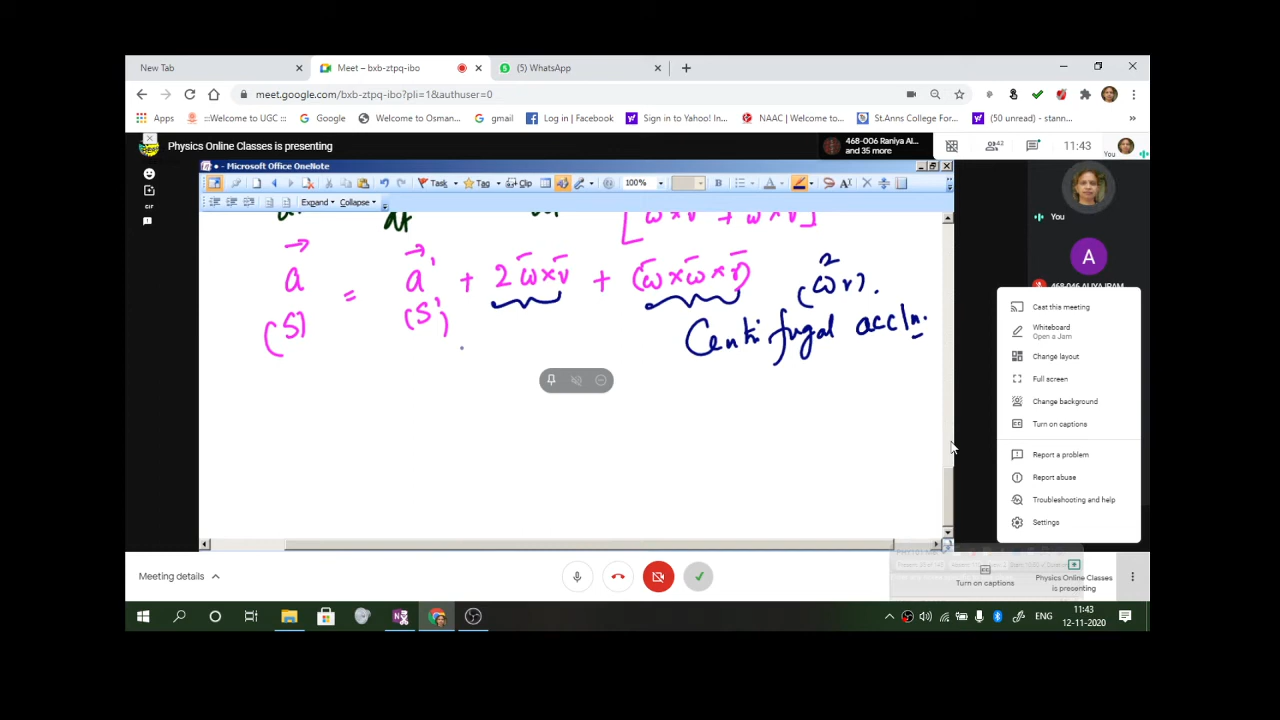 New Tab
Meet – bxb-ztpq-ibo
(5) WhatsApp
meet.google.com/bxb-ztpq-ibo?pli=1&authuser=0
Apps
::Welcome to UGC ::...
Google
Welcome to Osman...
gmail
Log in | Facebook
Sign in to Yahoo! In...
NAAC | Welcome to...
St.Anns College For...
(50 unread) - stann...
Physics Online Classes is presenting
468-006 Raniya Al...
and 35 more
42
11:43
You
Microsoft Office OneNote
Task
Tag
Clip
100%
Expand
Collapse
dt
a⃗ = a⃗' + 2 ω̄×v̄ + (ω̄×ω̄×r̄) (ω²r).
(S) (S')
Centrifugal accln.
You
A
Cast this meeting
Whiteboard
Open a Jam
Change layout
Full screen
Change background
Turn on captions
Report a problem
Report abuse
Troubleshooting and help
Settings
Meeting details
Turn on captions
Physics Online Classes
is presenting
ENG
11:43
12-11-2020